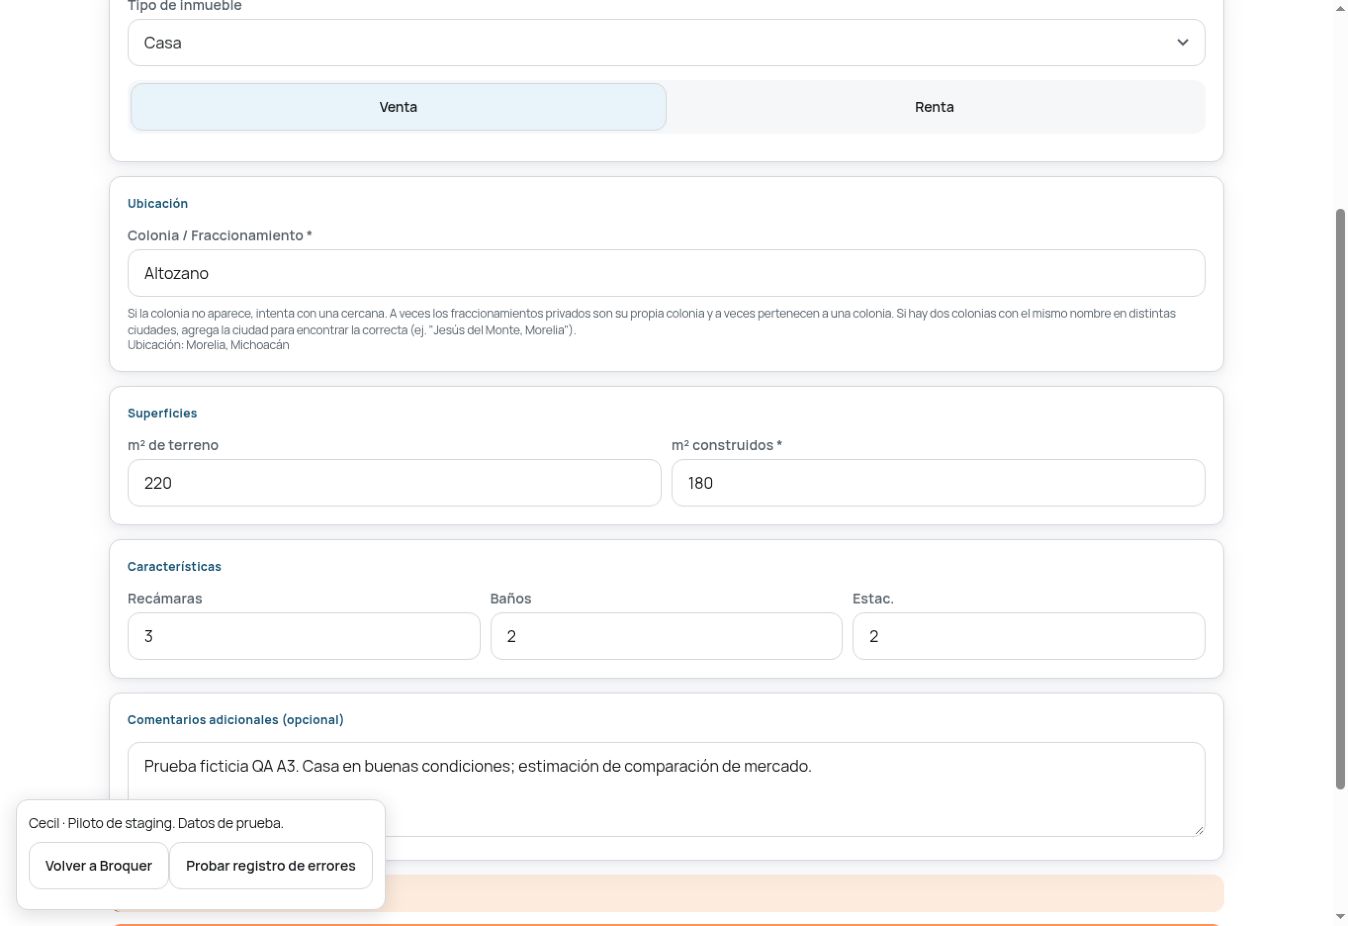 Tipo de inmueble
Casa
Venta
Renta
Ubicación
Colonia / Fraccionamiento *
Altozano
Si la colonia no aparece, intenta con una cercana. A veces los fraccionamientos privados son su propia colonia y a veces pertenecen a una colonia. Si hay dos colonias con el mismo nombre en distintas
ciudades, agrega la ciudad para encontrar la correcta (ej. "Jesús del Monte, Morelia").
Ubicación: Morelia, Michoacán
Superficies
m² de terreno
m² construidos *
220
180
Características
Recámaras
Baños
Estac.
3
2
2
Comentarios adicionales (opcional)
Prueba ficticia QA A3. Casa en buenas condiciones; estimación de comparación de mercado.
Cecil · Piloto de staging. Datos de prueba.
Volver a Broquer
Probar registro de errores